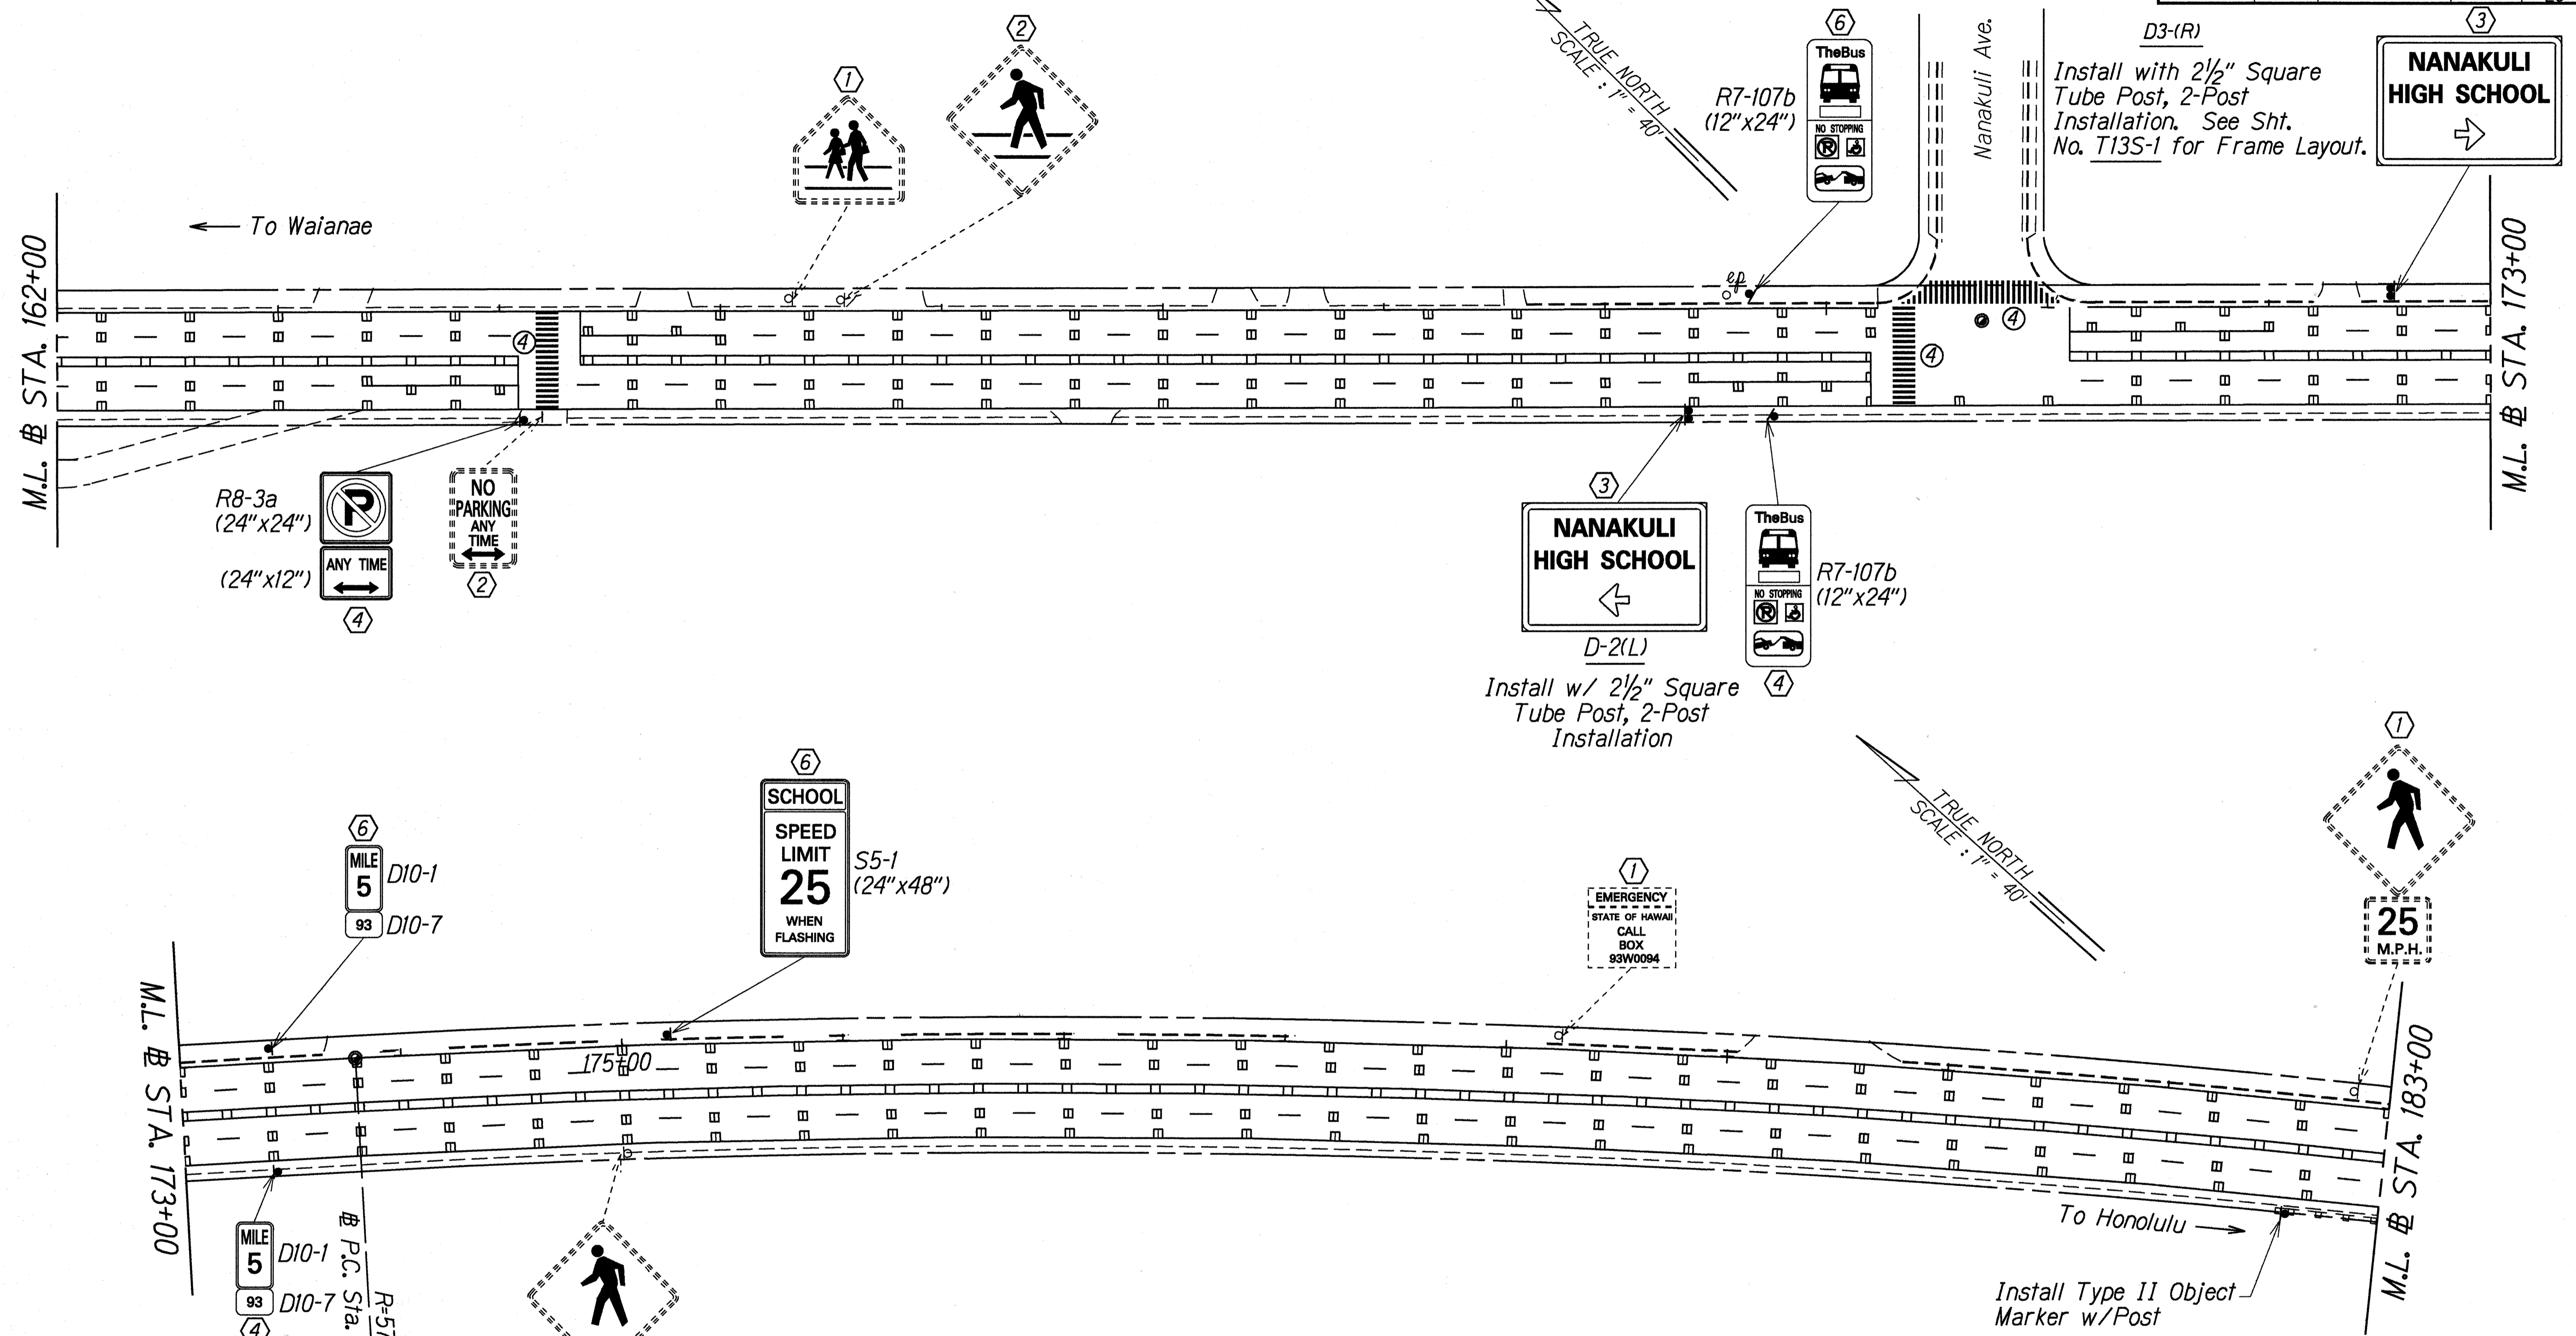 2
6
3
1
TRUE NORTH
SCALE : 1" = 40'
TheBus
NO STOPPING
R7-107b
(12"x24")
Nanakuli Ave.
D3-(R)
Install with 2½" Square
Tube Post, 2-Post
Installation. See Sht.
No. T13S-1 for Frame Layout.
NANAKULI
HIGH SCHOOL
← To Waianae
M.L. BL STA. 162+00
M.L. BL STA. 173+00
ep
4
4
4
R8-3a
(24"x24")
P
ANY TIME
(24"x12")
4
NO
PARKING
ANY
TIME
2
3
NANAKULI
HIGH SCHOOL
D-2(L)
Install w/ 2½" Square
Tube Post, 2-Post
Installation
TheBus
NO STOPPING
R7-107b
(12"x24")
4
1
TRUE NORTH
SCALE : 1" = 40'
6
SCHOOL
SPEED
LIMIT
25
WHEN
FLASHING
S5-1
(24"x48")
6
MILE
5
D10-1
93
D10-7
1
EMERGENCY
STATE OF HAWAII
CALL
BOX
93W0094
25
M.P.H.
M.L. BL STA. 173+00
175+00
M.L. BL STA. 183+00
MILE
5
D10-1
93
D10-7
4
BL P.C. Sta.
R=57
To Honolulu →
Install Type II Object
Marker w/Post